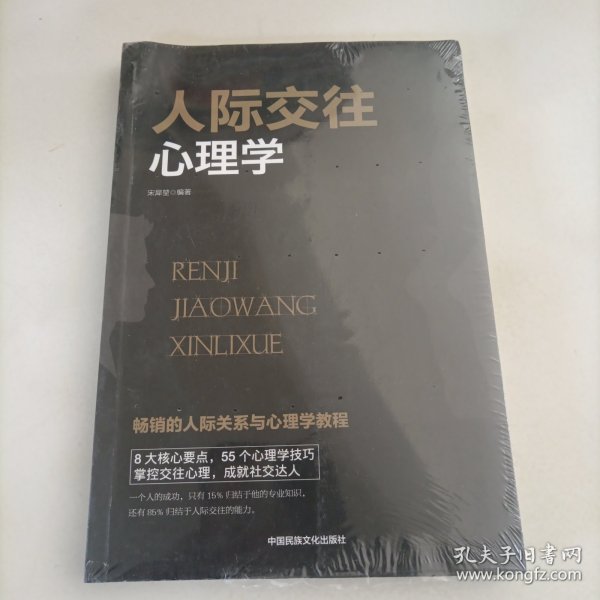 人际交往
心理学
宋犀堃◎编著
RENJI
JIAOWANG
XINLIXUE
畅销的人际关系与心理学教程
8大核心要点，55个心理学技巧
掌控交往心理，成就社交达人
一个人的成功，只有15%归结于他的专业知识，
还有85%归结于人际交往的能力。
中国民族文化出版社
孔夫子旧书网
www.kongfz.com